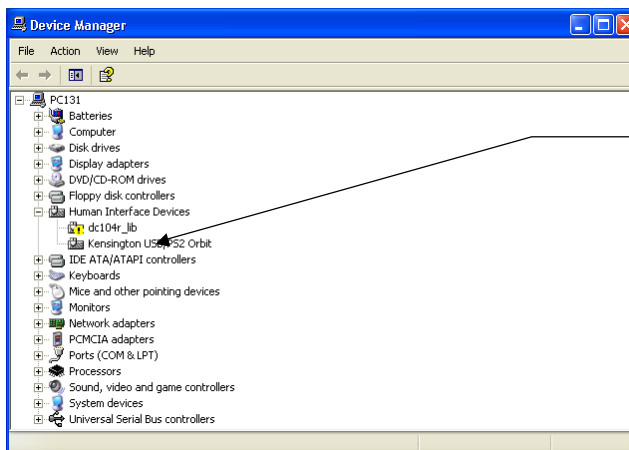 Device Manager
File Action View Help
PC131
Batteries
Computer
Disk drives
Display adapters
DVD/CD-ROM drives
Floppy disk controllers
Human Interface Devices
dc104r_lib
Kensington USB/PS2 Orbit
IDE ATA/ATAPI controllers
Keyboards
Mice and other pointing devices
Monitors
Network adapters
PCMCIA adapters
Ports (COM & LPT)
Processors
Sound, video and game controllers
System devices
Universal Serial Bus controllers